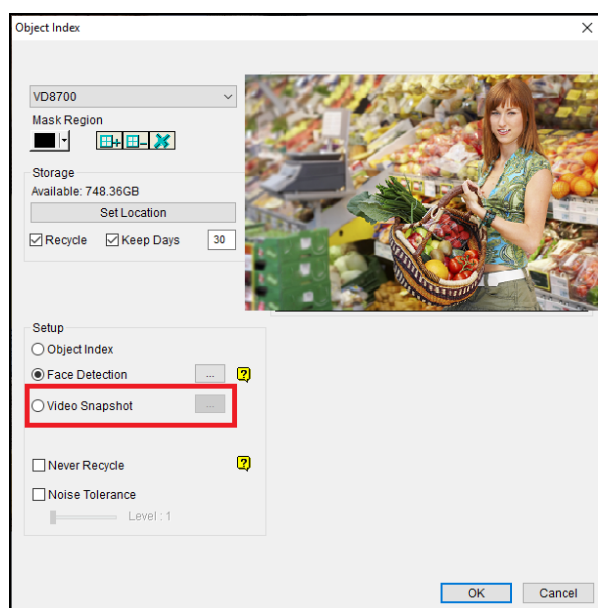 Object Index
VD8700
Mask Region
Storage
Available: 748.36GB
Set Location
Recycle Keep Days 30
Setup
Object Index
Face Detection ... ?
Video Snapshot ...
Never Recycle ?
Noise Tolerance
Level : 1
OK Cancel